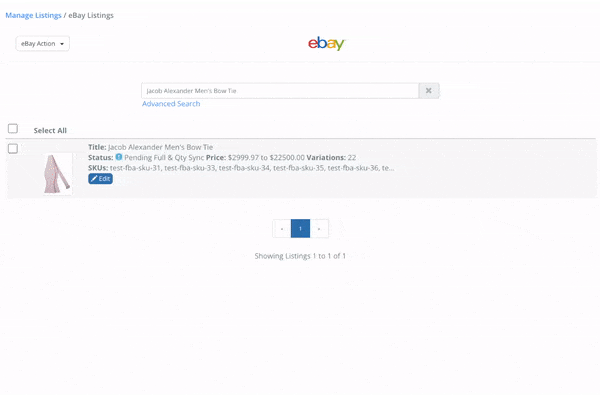 Manage Listings / eBay Listings
eBay Action
ebay
Jacob Alexander Men's Bow Tie
Advanced Search
Select All
Title: Jacob Alexander Men's Bow Tie
Status: Pending Full & Qty Sync Price: $2999.97 to $22500.00 Variations: 22
SKUs: test-fba-sku-31, test-fba-sku-33, test-fba-sku-34, test-fba-sku-35, test-fba-sku-36, te...
Edit
« 1 »
Showing Listings 1 to 1 of 1